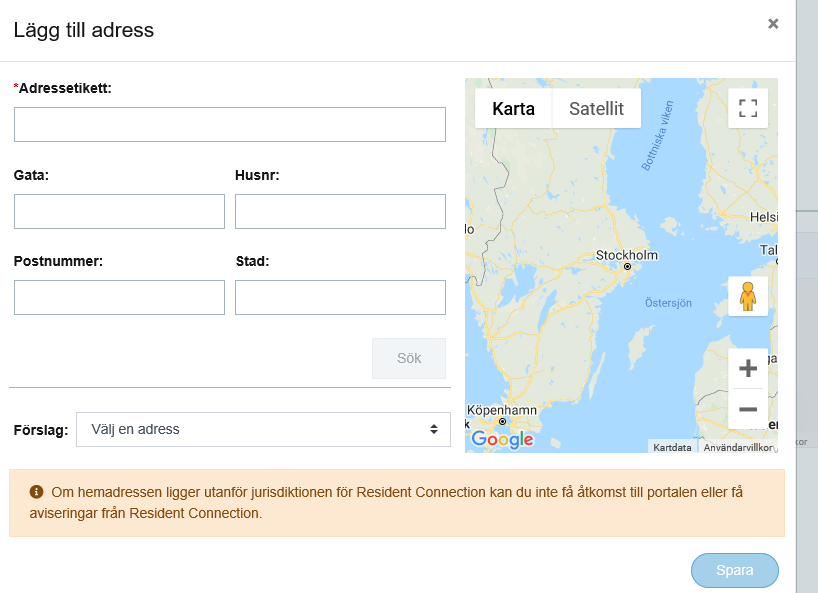 Lägg till adress
×
*Adressetikett:
Gata:
Husnr:
Postnummer:
Stad:
Sök
Förslag:
Välj en adress
Karta
Satellit
Bottniska viken
Helsi
lo
Tal
Stockholm
Östersjön
ga
Köpenhamn
k
Google
Kartdata
Användarvillkor
kor
Om hemadressen ligger utanför jurisdiktionen för Resident Connection kan du inte få åtkomst till portalen eller få
aviseringar från Resident Connection.
Spara